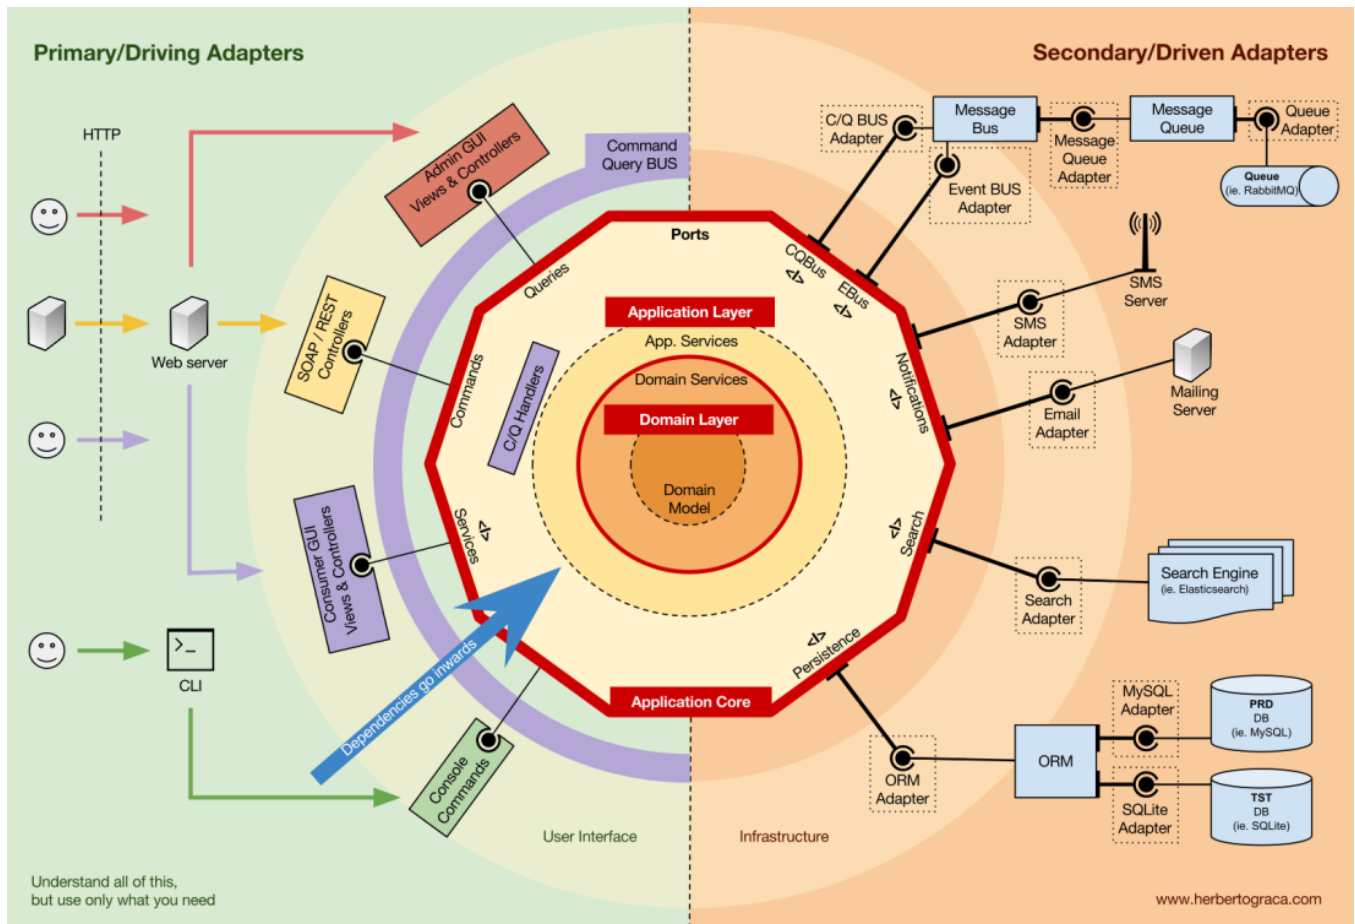 Primary/Driving Adapters
Secondary/Driven Adapters
HTTP
Web server
CLI
>_
Admin GUI
Views & Controllers
SOAP / REST
Controllers
Consumer GUI
Views & Controllers
Console
Commands
Command
Query BUS
Dependencies go inwards
Ports
Queries
Commands
Services
</>
C/Q Handlers
Application Layer
App. Services
Domain Services
Domain Layer
Domain
Model
Application Core
CQBus
</>
EBus
</>
Notifications
</>
Search
</>
Persistence
</>
C/Q BUS
Adapter
Message
Bus
Event BUS
Adapter
Message
Queue
Adapter
Message
Queue
Queue
Adapter
Queue
(ie. RabbitMQ)
SMS
Adapter
SMS
Server
Email
Adapter
Mailing
Server
Search
Adapter
Search Engine
(ie. Elasticsearch)
ORM
Adapter
ORM
MySQL
Adapter
PRD
DB
(ie. MySQL)
SQLite
Adapter
TST
DB
(ie. SQLite)
User Interface
Infrastructure
Understand all of this,
but use only what you need
www.herbertograca.com